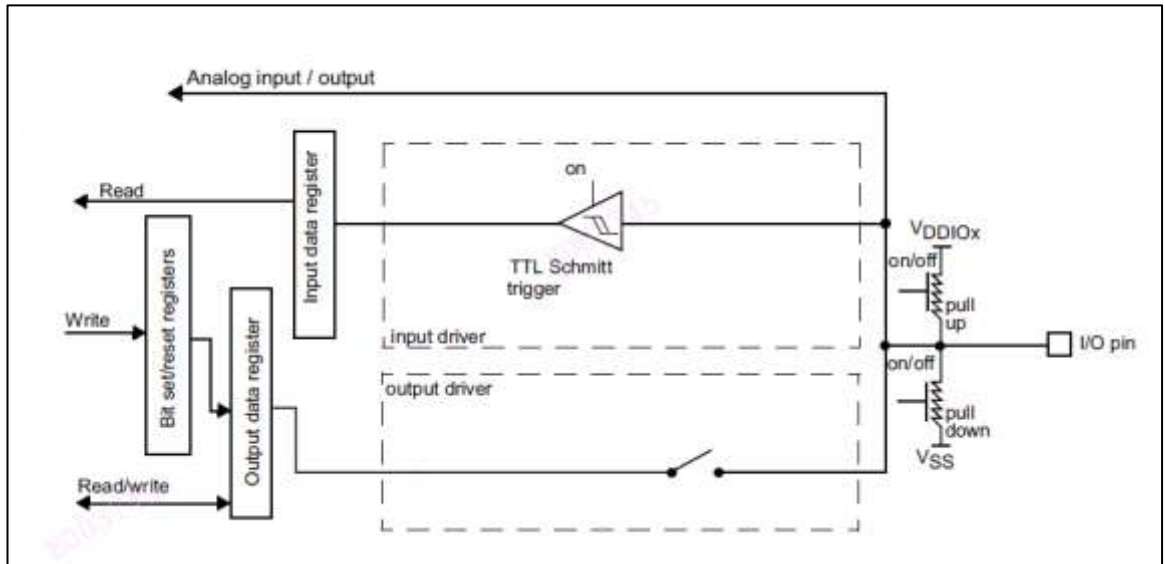 Analog input / output
Read
Input data register
on
TTL Schmitt
trigger
input driver
Write
Bit set/reset registers
Output data register
Read/write
output driver
VDDIOx
on/off
pull
up
I/O pin
on/off
pull
down
VSS